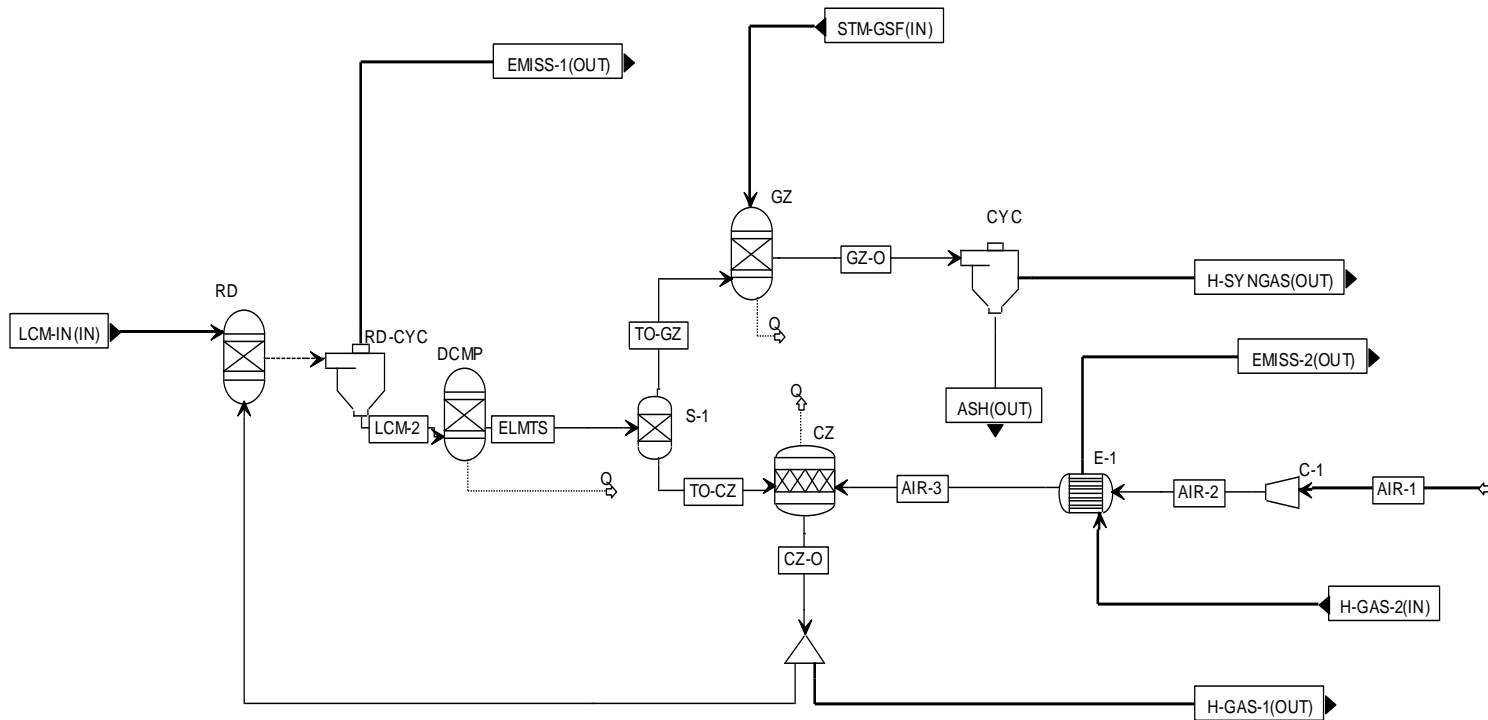 STM-GSF(IN)
EMISS-1(OUT)
GZ
CYC
GZ-O
H-SYNGAS(OUT)
RD
LCM-IN(IN)
RD-CYC
TO-GZ
Q
DCMP
EMISS-2(OUT)
Q
ASH(OUT)
S-1
LCM-2
ELMTS
CZ
E-1
C-1
Q
TO-CZ
AIR-3
AIR-2
AIR-1
CZ-O
H-GAS-2(IN)
H-GAS-1(OUT)